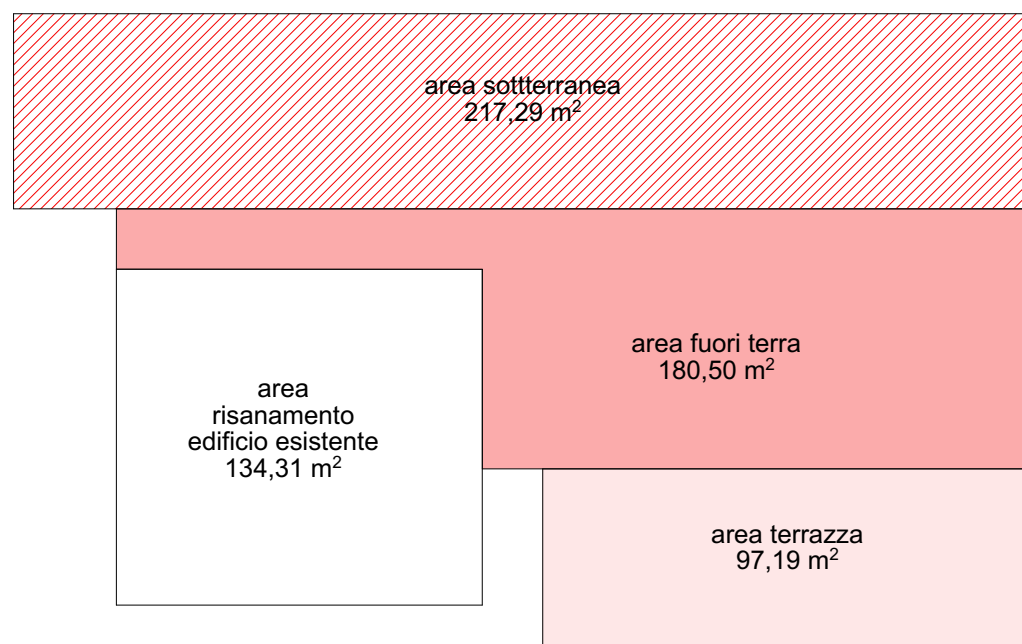 area sottterranea
217,29 m²
area fuori terra
180,50 m²
area
risanamento
edificio esistente
134,31 m²
area terrazza
97,19 m²